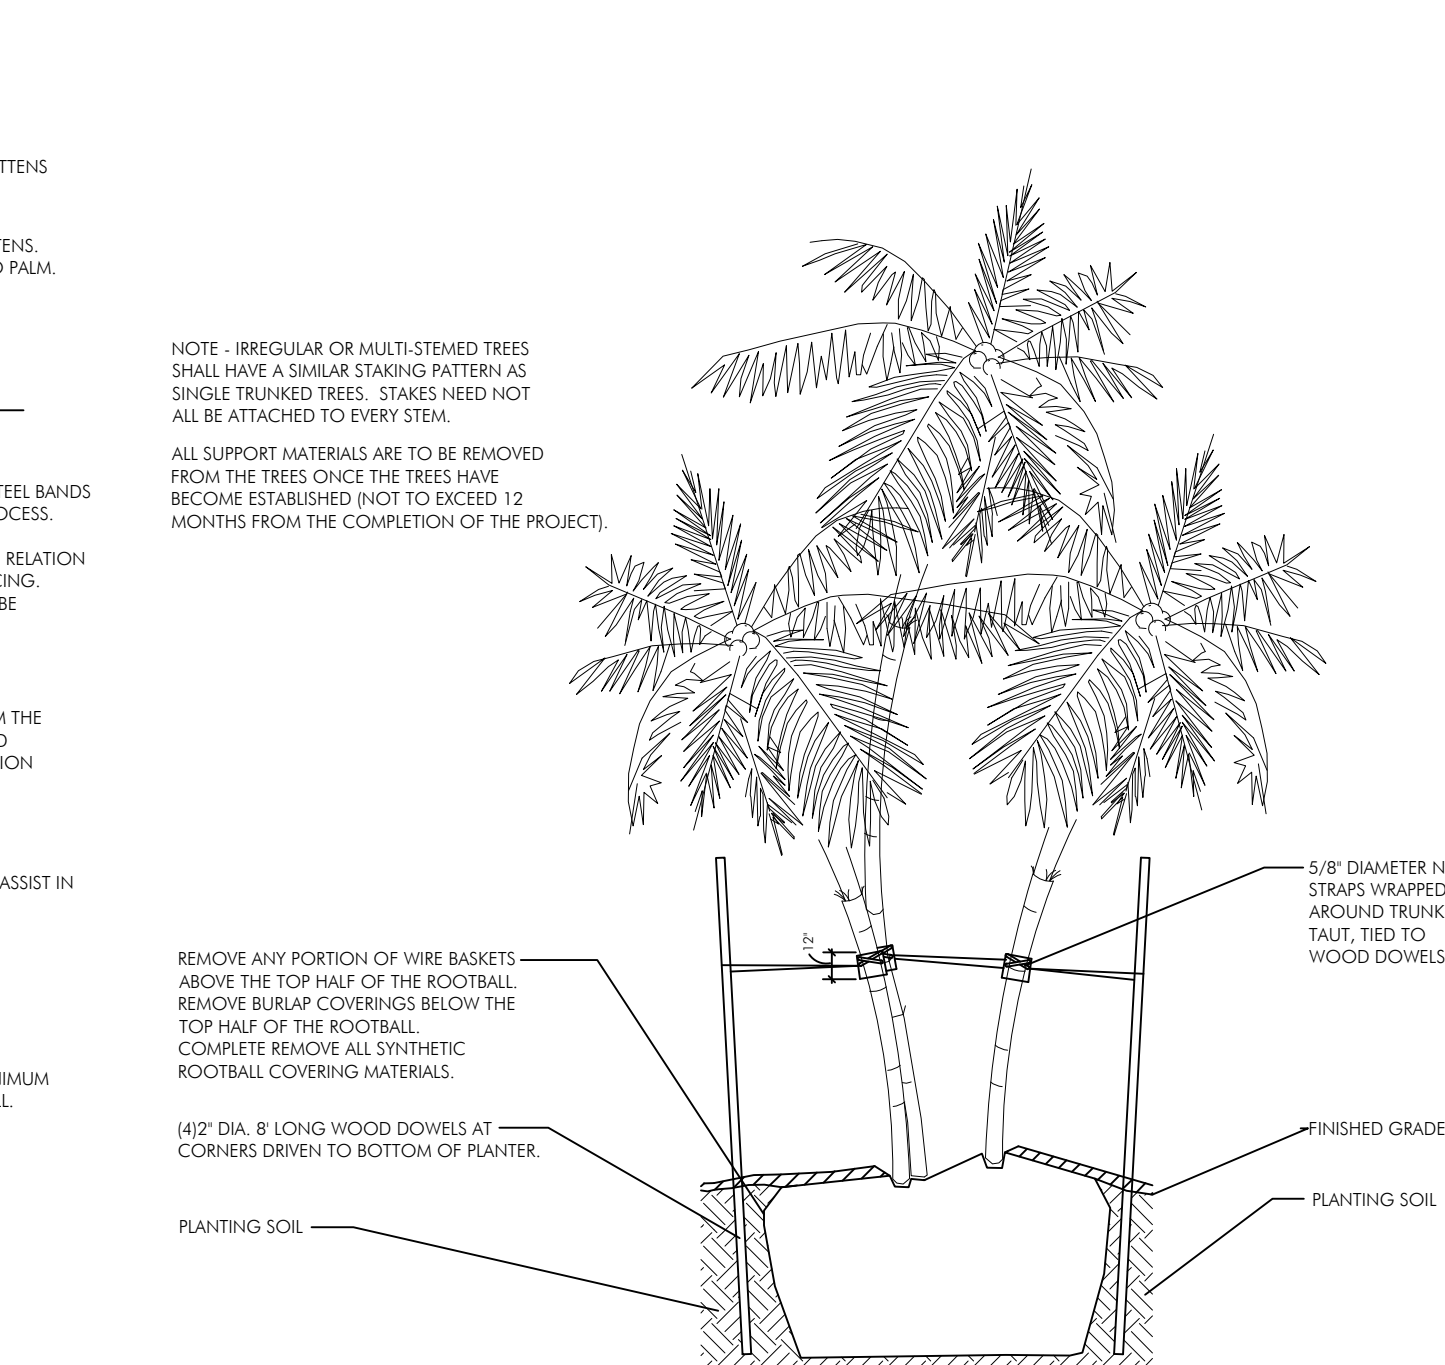 TTENS
TENS.
PALM.
NOTE - IRREGULAR OR MULTI-STEMED TREES
SHALL HAVE A SIMILAR STAKING PATTERN AS
SINGLE TRUNKED TREES.  STAKES NEED NOT
ALL BE ATTACHED TO EVERY STEM.
ALL SUPPORT MATERIALS ARE TO BE REMOVED
FROM THE TREES ONCE THE TREES HAVE
BECOME ESTABLISHED (NOT TO EXCEED 12
MONTHS FROM THE COMPLETION OF THE PROJECT).
TEEL BANDS
OCESS.
RELATION
CING.
BE
M THE
TION
ASSIST IN
NIMUM
L.
REMOVE ANY PORTION OF WIRE BASKETS
ABOVE THE TOP HALF OF THE ROOTBALL.
REMOVE BURLAP COVERINGS BELOW THE
TOP HALF OF THE ROOTBALL.
COMPLETE REMOVE ALL SYNTHETIC
ROOTBALL COVERING MATERIALS.
(4)2" DIA. 8' LONG WOOD DOWELS AT
CORNERS DRIVEN TO BOTTOM OF PLANTER.
PLANTING SOIL
12"
5/8" DIAMETER N
STRAPS WRAPPED
AROUND TRUNK
TAUT, TIED TO
WOOD DOWELS
FINISHED GRADE
PLANTING SOIL